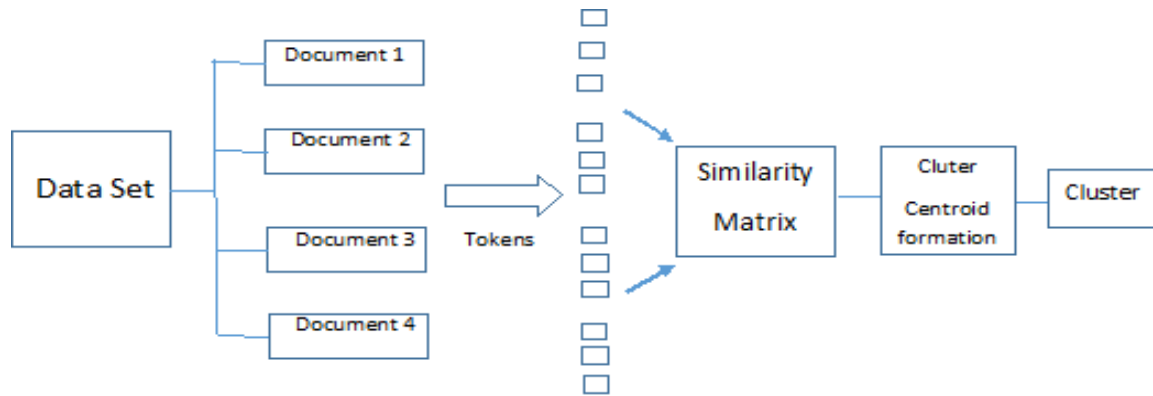 Data Set
Document 1
Document 2
Document 3
Document 4
Tokens
Similarity
Matrix
Cluter
Centroid
formation
Cluster